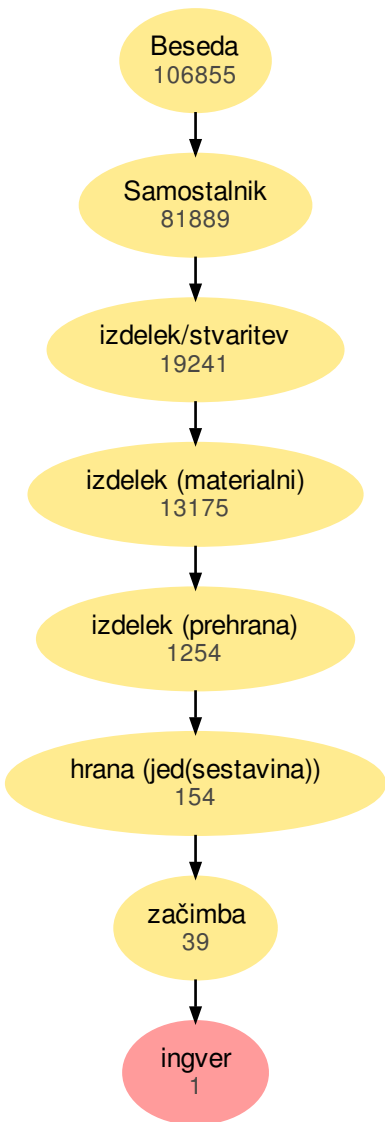 Beseda
106855
Samostalnik
81889
izdelek/stvaritev
19241
izdelek (materialni)
13175
izdelek (prehrana)
1254
hrana (jed(sestavina))
154
začimba
39
ingver
1